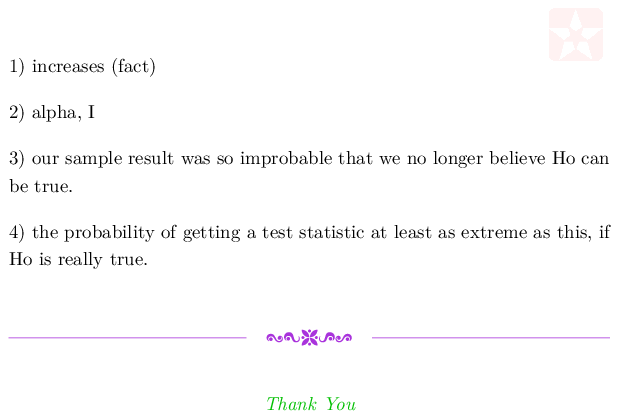 1) increases (fact)
2) alpha, I
3) our sample result was so improbable that we no longer believe Ho can
be true.
4) the probability of getting a test statistic at least as extreme as this, if
Ho is really true.
Thank You